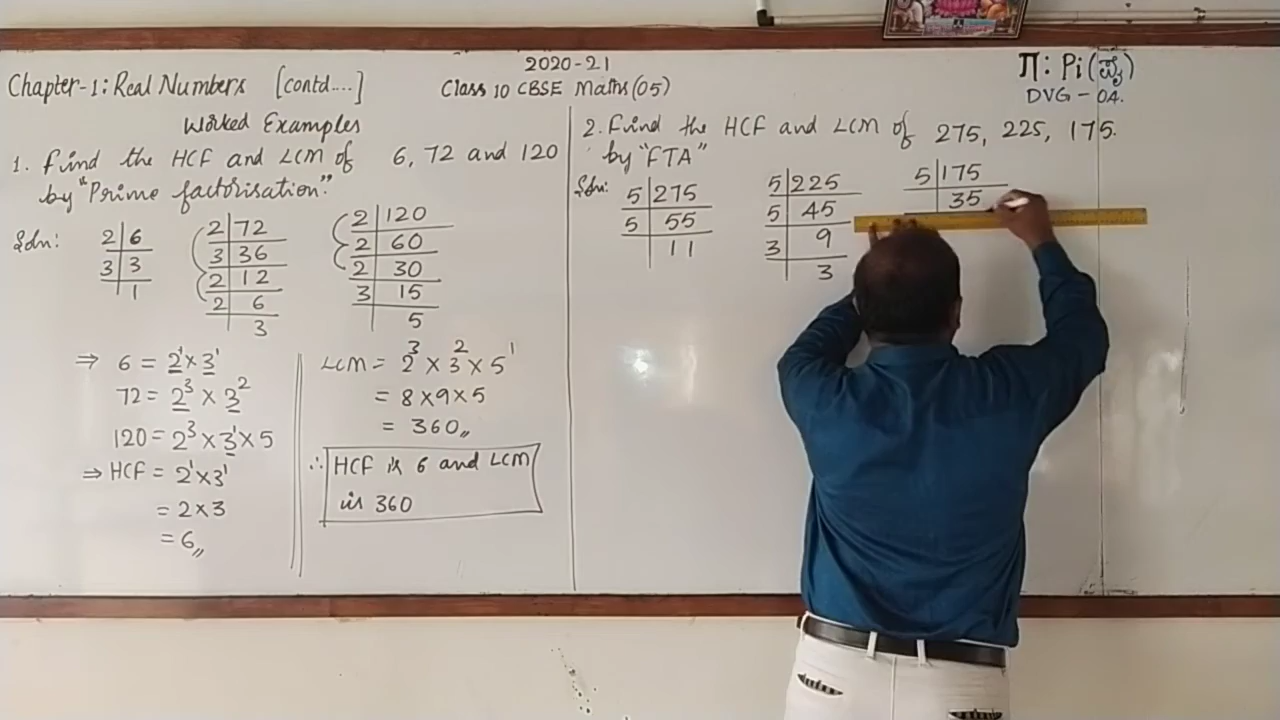 2020-21
Chapter-1: Real Numbers [contd....]
Class 10 CBSE Maths (05)
π: Pi (ಪೈ)
DVG - 04.
Worked Examples
1. Find the HCF and LCM of 6, 72 and 120
by "Prime factorisation."
Soln:
2 6
3 3
1
2 72
3 36
2 12
2 6
3
2 120
2 60
2 30
3 15
5
⇒ 6 = 2¹ × 3¹
72 = 2³ × 3²
120 = 2³ × 3¹ × 5
⇒ HCF = 2¹ × 3¹
= 2 × 3
= 6,,
LCM = 2³ × 3² × 5¹
= 8 × 9 × 5
= 360,,
∴ HCF is 6 and LCM
is 360
2. Find the HCF and LCM of 275, 225, 175.
by "FTA"
Soln:
5 275
5 55
11
5 225
5 45
3 9
3
5 175
35